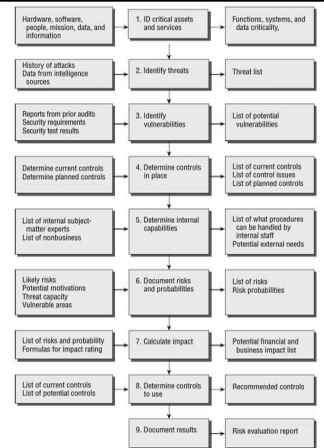 Hardware, software,
people, mission, data, and
information
1. ID critical assets
and services
Functions, systems, and
data criticality,
History of attacks
Data from intelligence
sources
2. Identify threats
Threat list
Reports from prior audits
Security requirements
Security test results
3. Identify
vulnerabilities
List of potential
vulnerabilities
Determine current controls
Determine planned controls
4. Determine controls
in place
List of current controls
List of control issues
List of planned controls
List of internal subject-
matter experts
List of nonbusiness
5. Determine internal
capabilities
List of what procedures
can be handled by
internal staff
Potential external needs
Likely risks
Potential motivations
Threat capacity
Vulnerable areas
6. Document risks
and probabilities
List of risks
Risk probabilities
List of risks and probability
Formulas for impact rating
7. Calculate impact
Potential financial and
business impact list
List of current controls
List of potential controls
8. Determine controls
to use
Recommended controls
9. Document results
Risk evaluation report